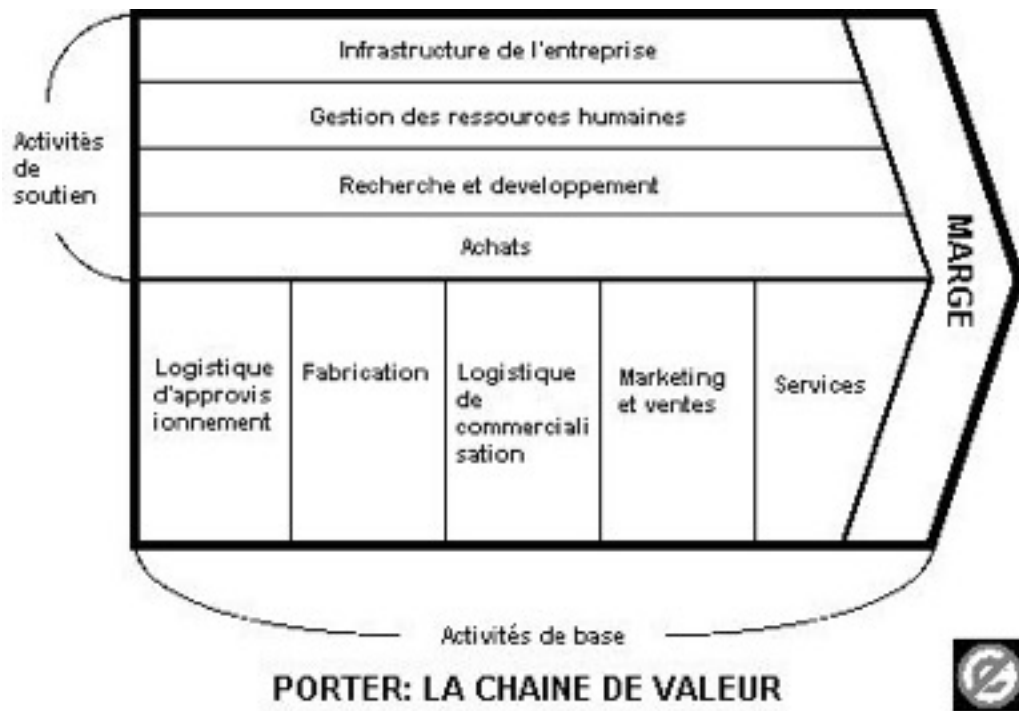 Infrastructure de l'entreprise
Gestion des ressources humaines
Activités
de
soutien
Recherche et developpement
Achats
MARGE
Logistique
d'approvis
ionnement
Fabrication
Logistique
de
commerciali
sation
Marketing
et ventes
Services
Activités de base
PORTER: LA CHAINE DE VALEUR